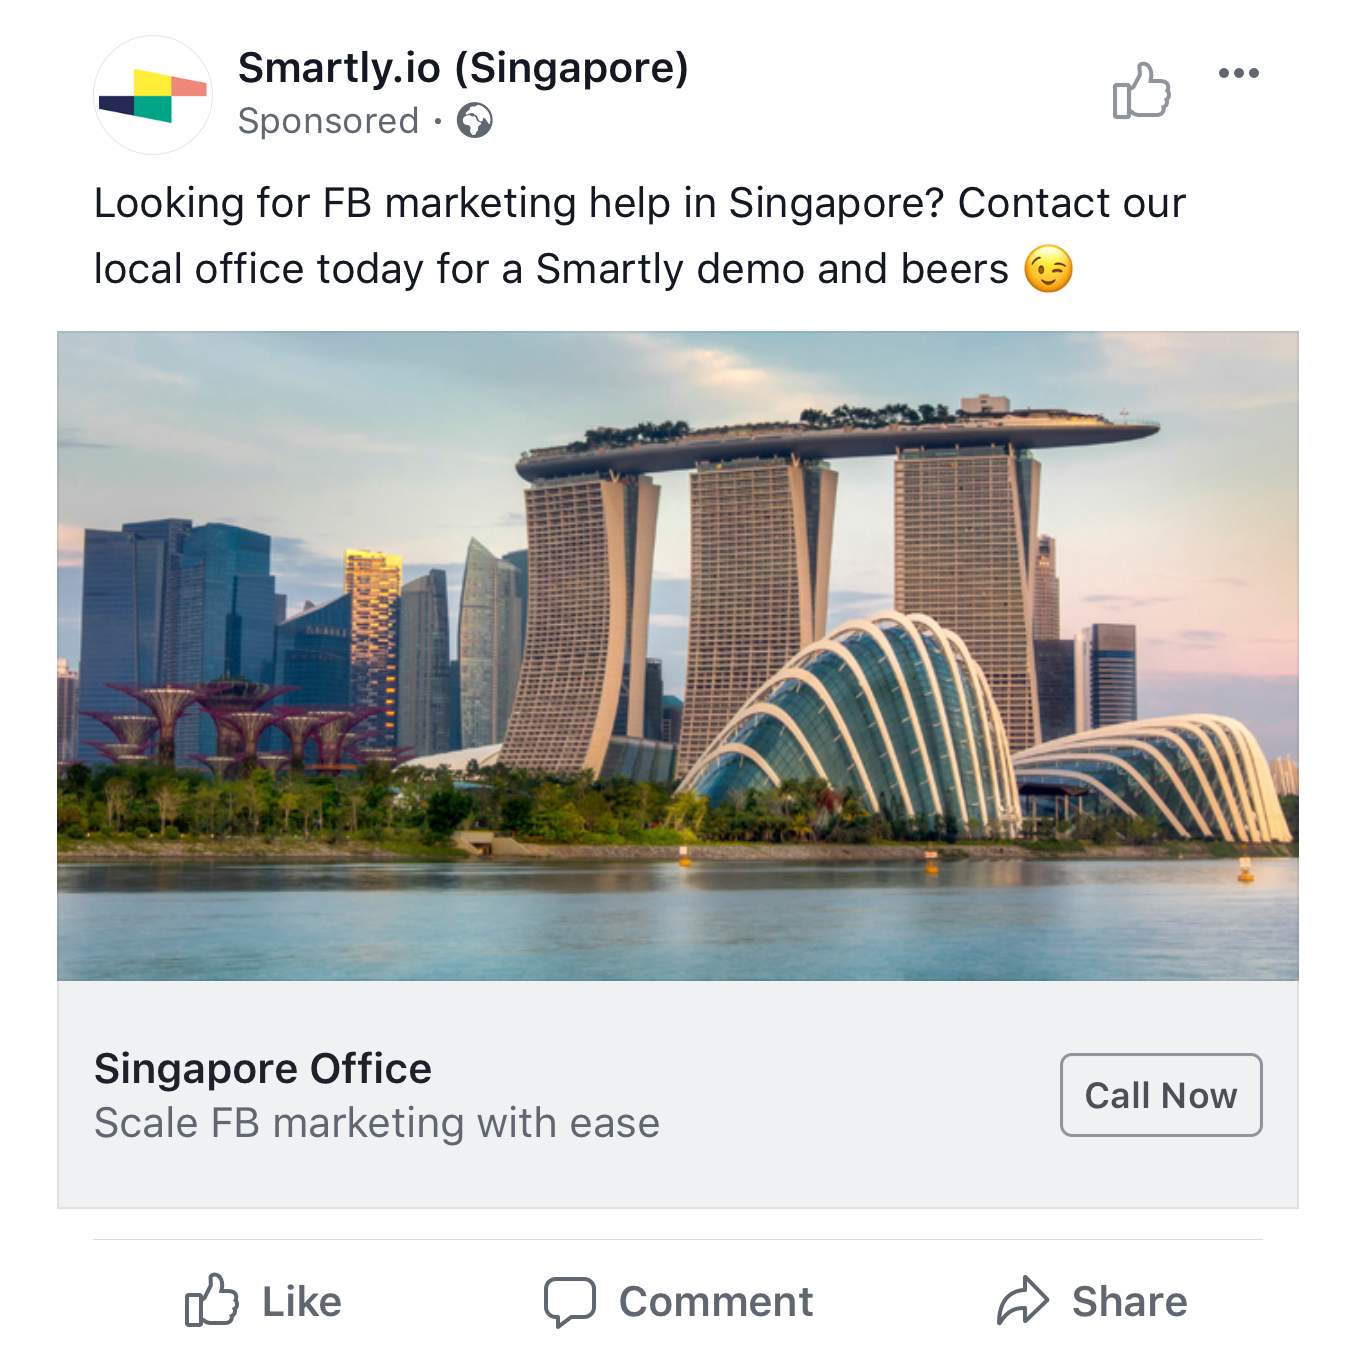 Smartly.io (Singapore)
Sponsored ·
Looking for FB marketing help in Singapore? Contact our
local office today for a Smartly demo and beers 😉
Singapore Office
Scale FB marketing with ease
Call Now
Like
Comment
Share